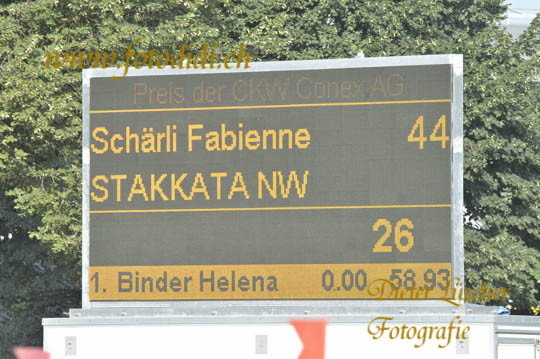 www.fotodidi.ch
Preis der CKW Conex AG
Schärli Fabienne 44
STAKKATA NW
26
1. Binder Helena 0.00 58.93
Dieter Lüscher
Fotografie